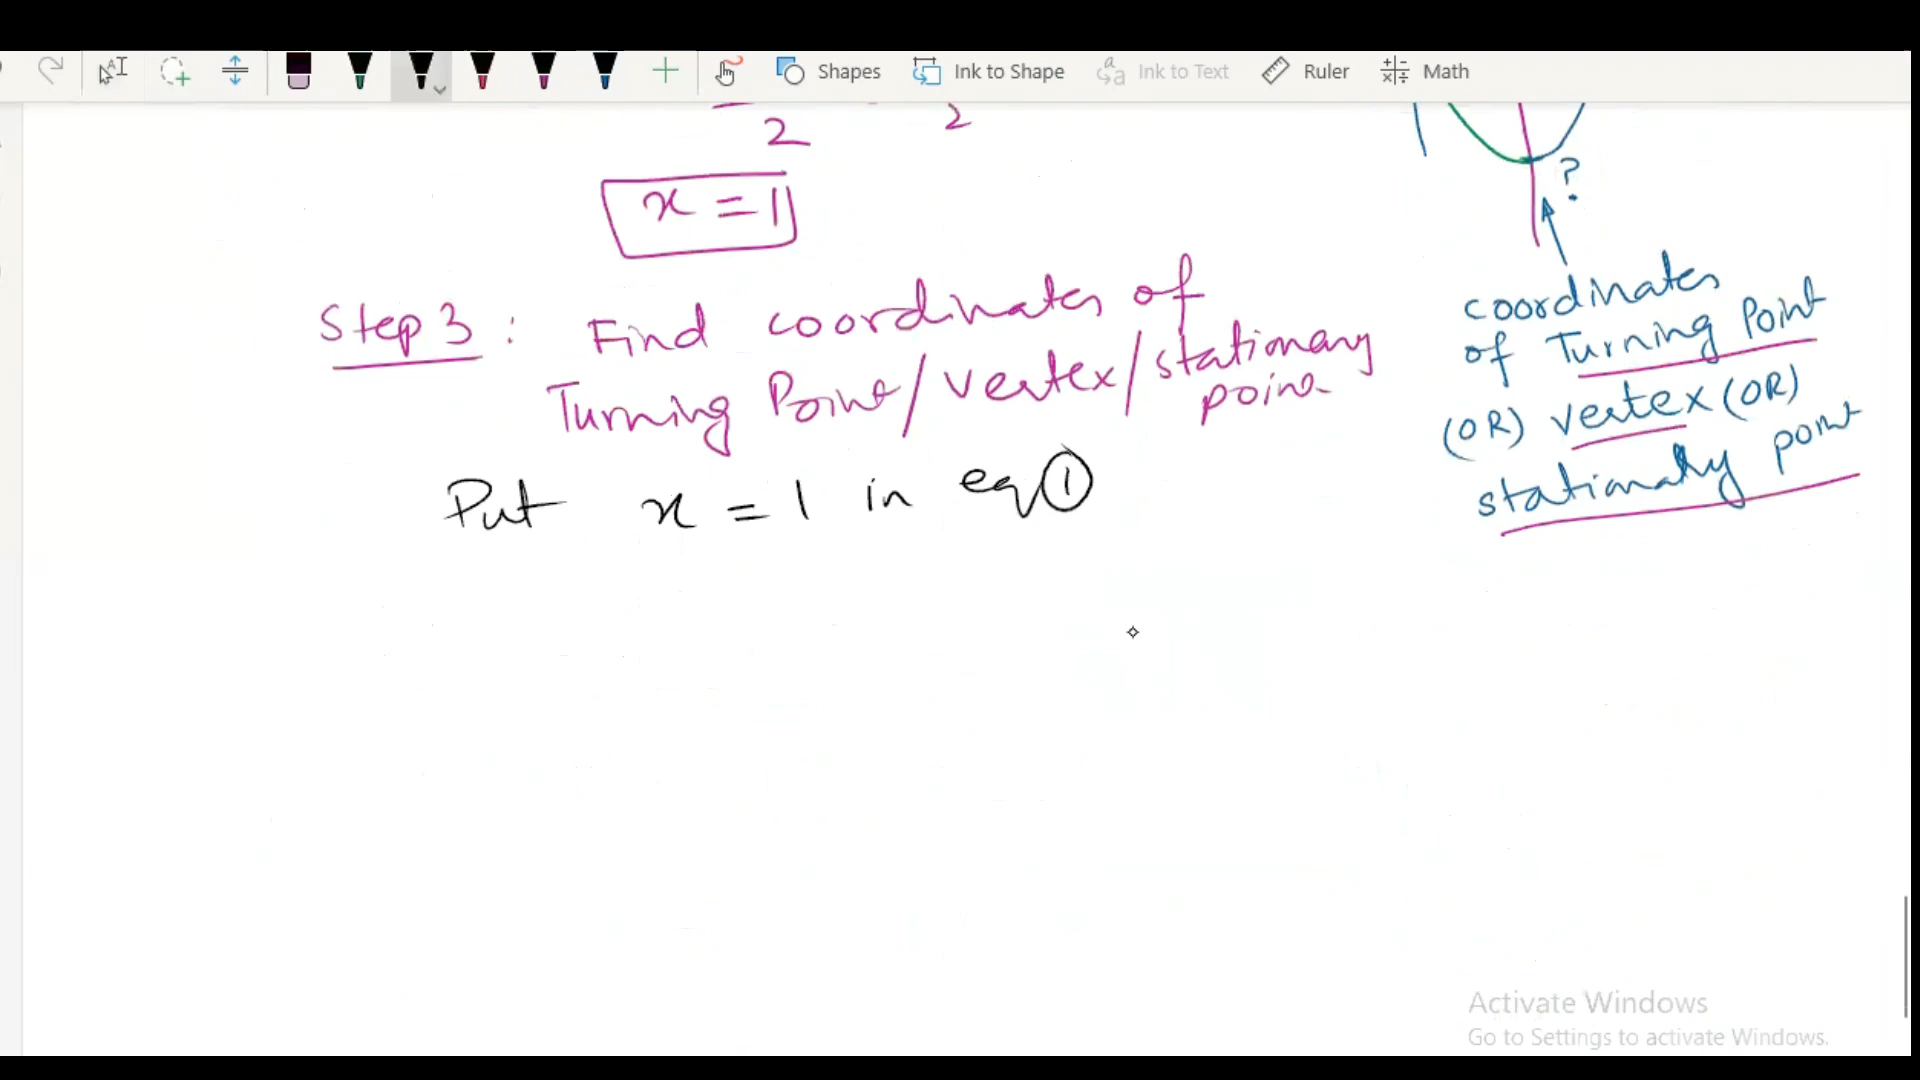 Shapes Ink to Shape Ink to Text Ruler Math
2 2
x = 1
?
Step 3 : Find coordinates of
Turning Point / vertex / stationary
point
Put x = 1 in eq ①
coordinates
of Turning Point
(OR) vertex (OR)
stationary point
Activate Windows
Go to Settings to activate Windows.